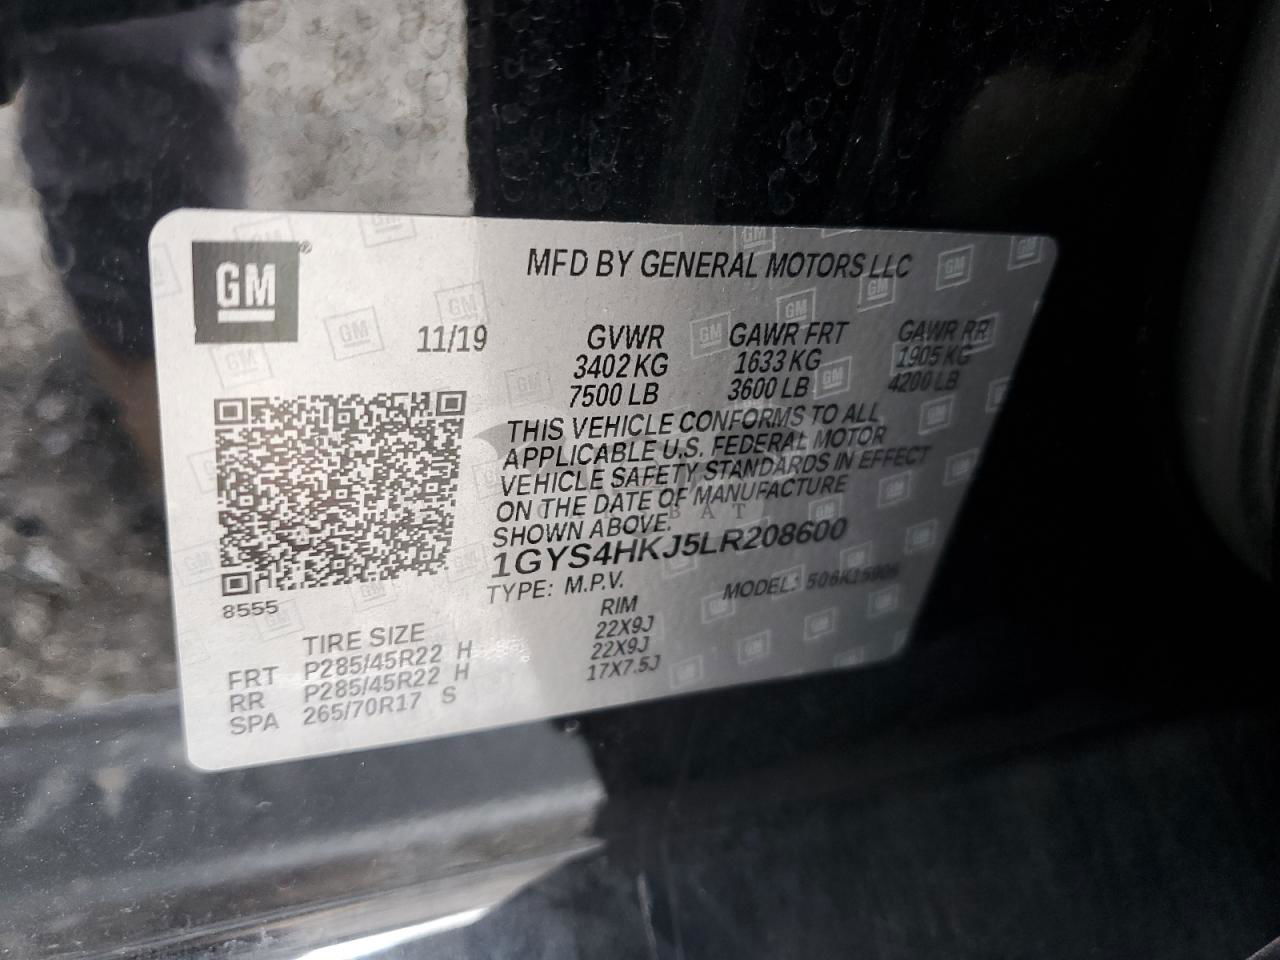 GM
MFD BY GENERAL MOTORS LLC
11/19 GVWR GAWR FRT GAWR RR
3402 KG 1633 KG 1905 KG
7500 LB 3600 LB 4200 LB
THIS VEHICLE CONFORMS TO ALL
APPLICABLE U.S. FEDERAL MOTOR
VEHICLE SAFETY STANDARDS IN EFFECT
ON THE DATE OF MANUFACTURE
SHOWN ABOVE.
1GYS4HKJ5LR208600
TYPE: M.P.V. MODEL:
8555
TIRE SIZE RIM
FRT P285/45R22 H 22X9J
RR P285/45R22 H 22X9J
SPA 265/70R17 S 17X7.5J